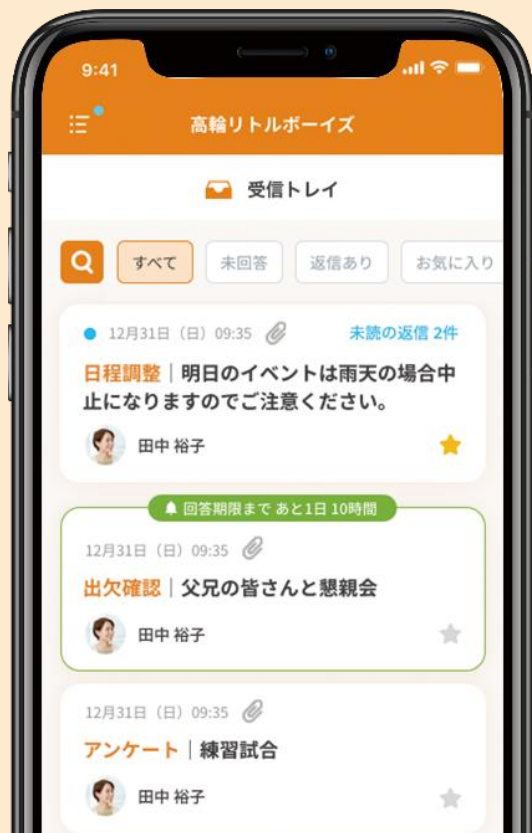 9:41
高輪リトルボーイズ
受信トレイ
すべて 未回答 返信あり お気に入り
12月31日（日）09:35 未読の返信 2件
日程調整｜明日のイベントは雨天の場合中
止になりますのでご注意ください。
田中 裕子
回答期限まで あと1日 10時間
12月31日（日）09:35
出欠確認｜父兄の皆さんと懇親会
田中 裕子
12月31日（日）09:35
アンケート｜練習試合
田中 裕子